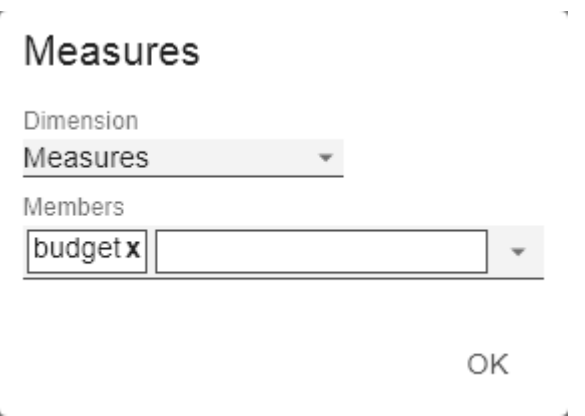 Measures
Dimension
Measures
Members
budget x
OK